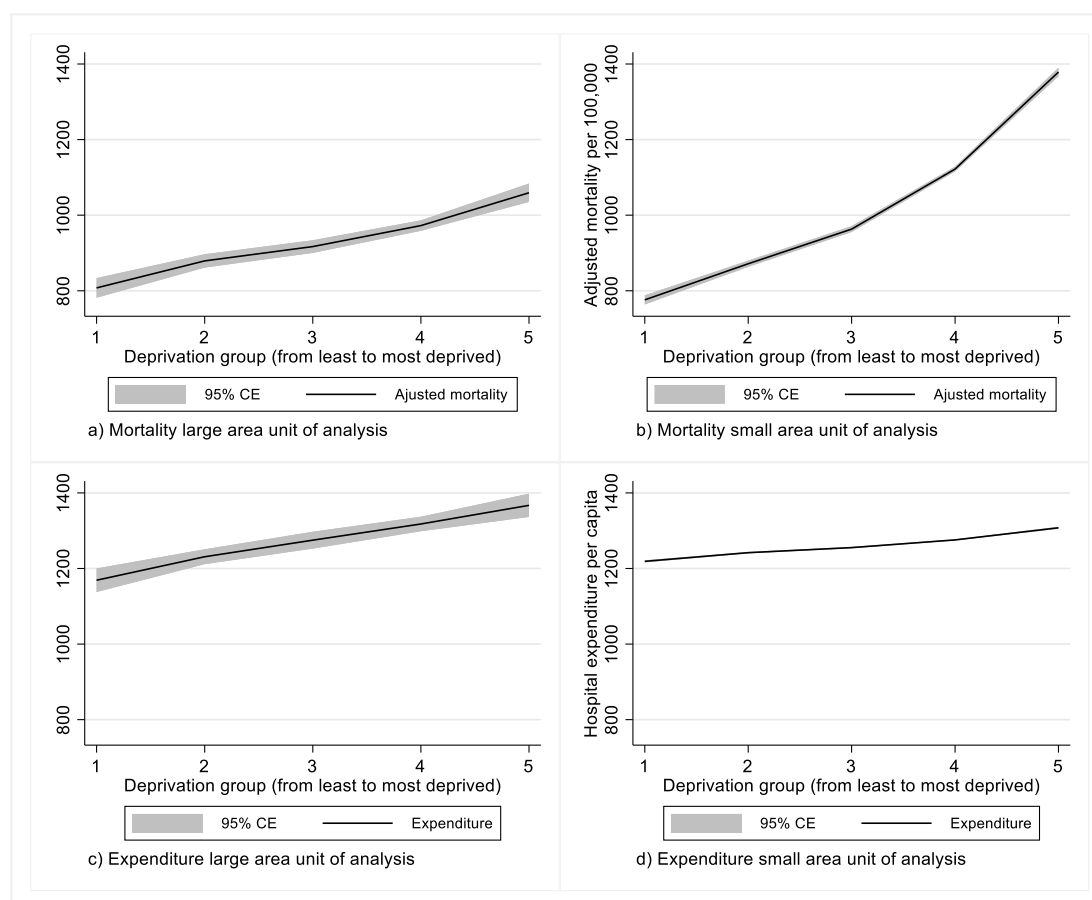 1400
1200
1000
800
1 2 3 4 5
Deprivation group (from least to most deprived)
95% CE Ajusted mortality
a) Mortality large area unit of analysis
Adjusted mortality per 100,000
1400
1200
1000
800
1 2 3 4 5
Deprivation group (from least to most deprived)
95% CE Ajusted mortality
b) Mortality small area unit of analysis
1400
1200
1000
800
1 2 3 4 5
Deprivation group (from least to most deprived)
95% CE Expenditure
c) Expenditure large area unit of analysis
Hospital expenditure per capita
1400
1200
1000
800
1 2 3 4 5
Deprivation group (from least to most deprived)
95% CE Expenditure
d) Expenditure small area unit of analysis